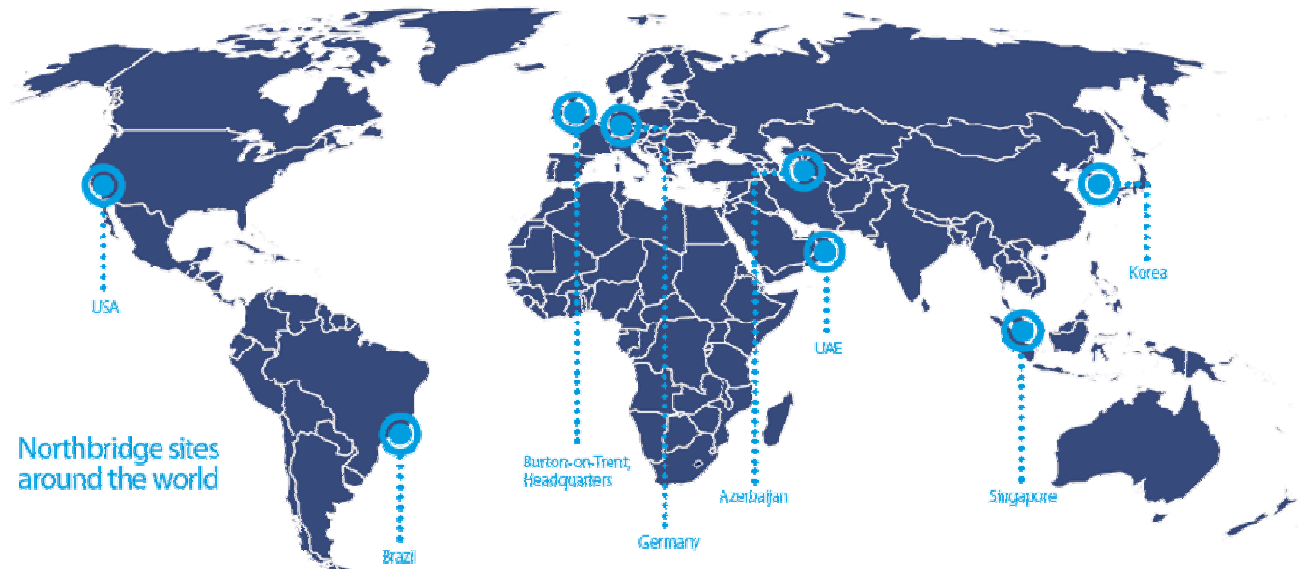 USA
Korea
UAE
Northbridge sites
around the world
Burton-on-Trent,
Headquarters
Azerbaijan
Singapore
Germany
Brazil